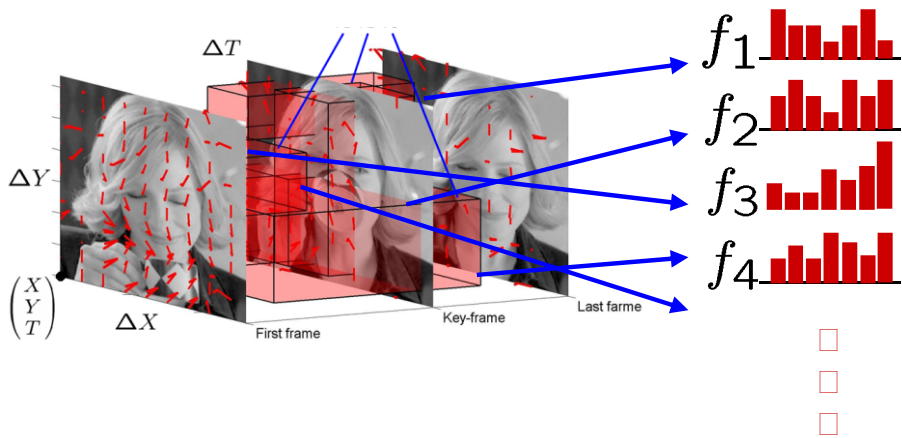 ΔT
ΔY
ΔX
X
Y
T
First frame
Key-frame
Last farme
f1
f2
f3
f4